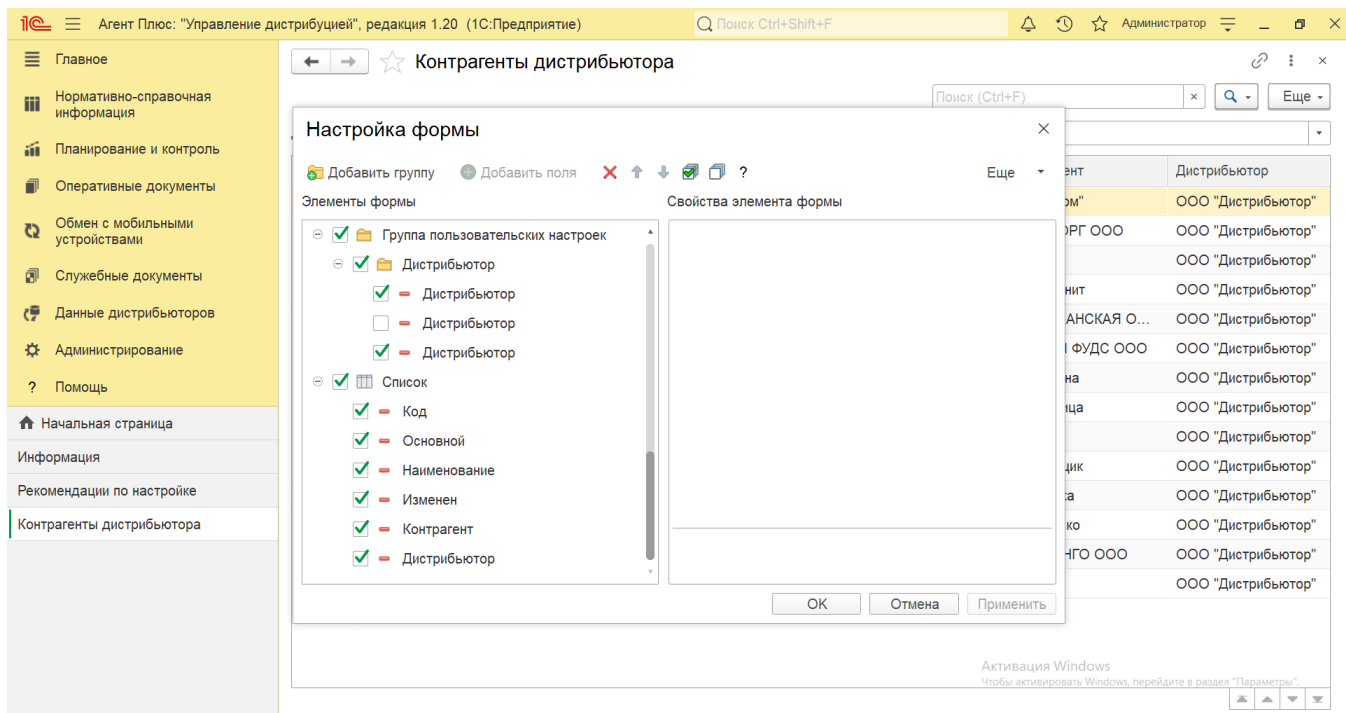 Агент Плюс: "Управление дистрибуцией", редакция 1.20 (1С:Предприятие)
Поиск Ctrl+Shift+F
Администратор
Главное
Нормативно-справочная
информация
Планирование и контроль
Оперативные документы
Обмен с мобильными
устройствами
Служебные документы
Данные дистрибьюторов
Администрирование
? Помощь
Начальная страница
Информация
Рекомендации по настройке
Контрагенты дистрибьютора
Контрагенты дистрибьютора
Поиск (Ctrl+F)
Еще
Настройка формы
Добавить группу
Добавить поля
?
Еще
Элементы формы
Свойства элемента формы
Группа пользовательских настроек
Дистрибьютор
Дистрибьютор
Дистрибьютор
Дистрибьютор
Список
Код
Основной
Наименование
Изменен
Контрагент
Дистрибьютор
OK
Отмена
Применить
ент Дистрибьютор
ом" ООО "Дистрибьютор"
ОРГ ООО ООО "Дистрибьютор"
ООО "Дистрибьютор"
нит ООО "Дистрибьютор"
АНСКАЯ О... ООО "Дистрибьютор"
ФУДС ООО ООО "Дистрибьютор"
на ООО "Дистрибьютор"
ица ООО "Дистрибьютор"
ООО "Дистрибьютор"
щик ООО "Дистрибьютор"
ка ООО "Дистрибьютор"
ко ООО "Дистрибьютор"
НГО ООО ООО "Дистрибьютор"
ООО "Дистрибьютор"
Активация Windows
Чтобы активировать Windows, перейдите в раздел "Параметры".